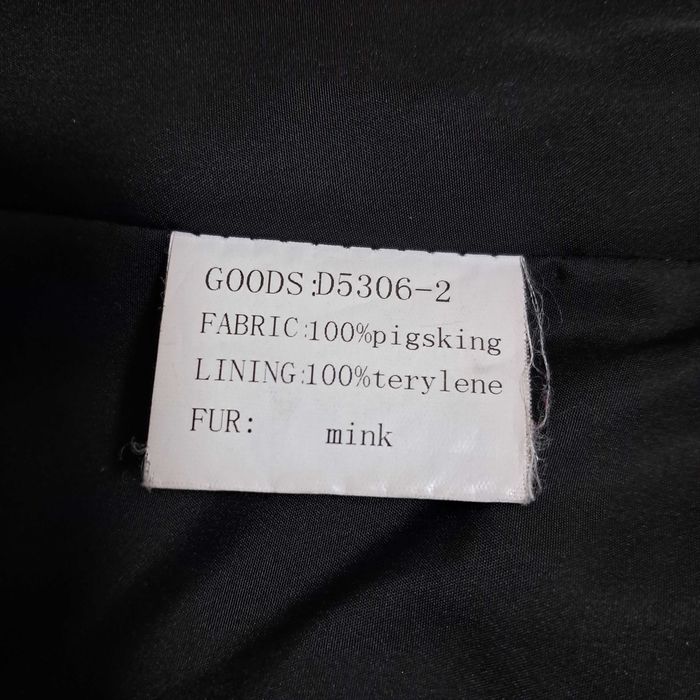 GOODS:D5306-2
FABRIC:100%pigsking
LINING:100%terylene
FUR: mink